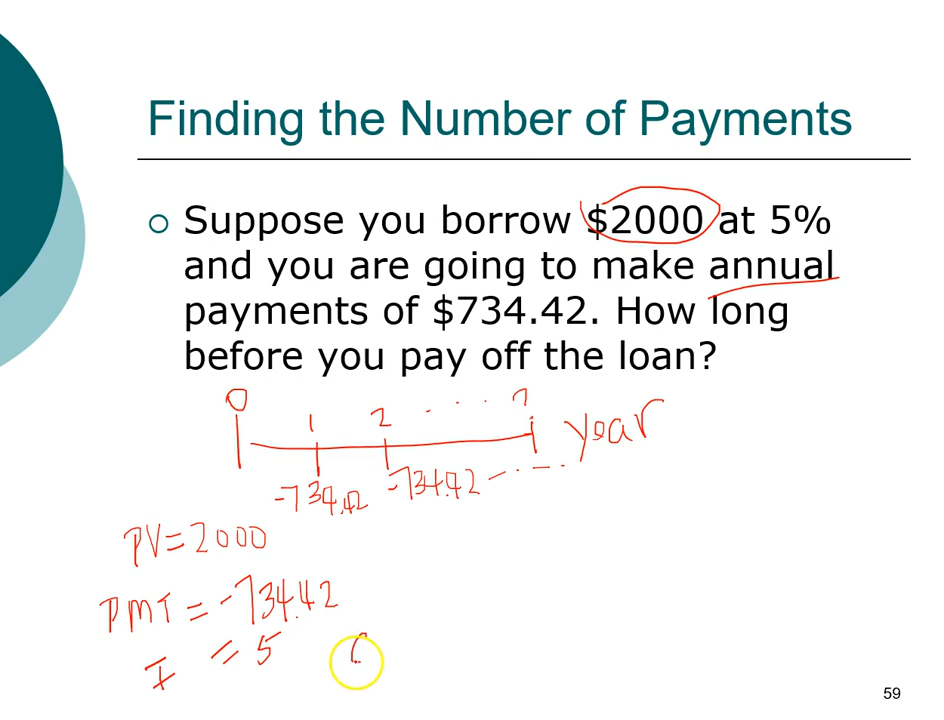 Finding the Number of Payments
Suppose you borrow $2000 at 5%
and you are going to make annual
payments of $734.42. How long
before you pay off the loan?
0 1 2 . . . ? year
-734.42 -734.42 - . - .
PV = 2000
PMT = -734.42
I = 5
59